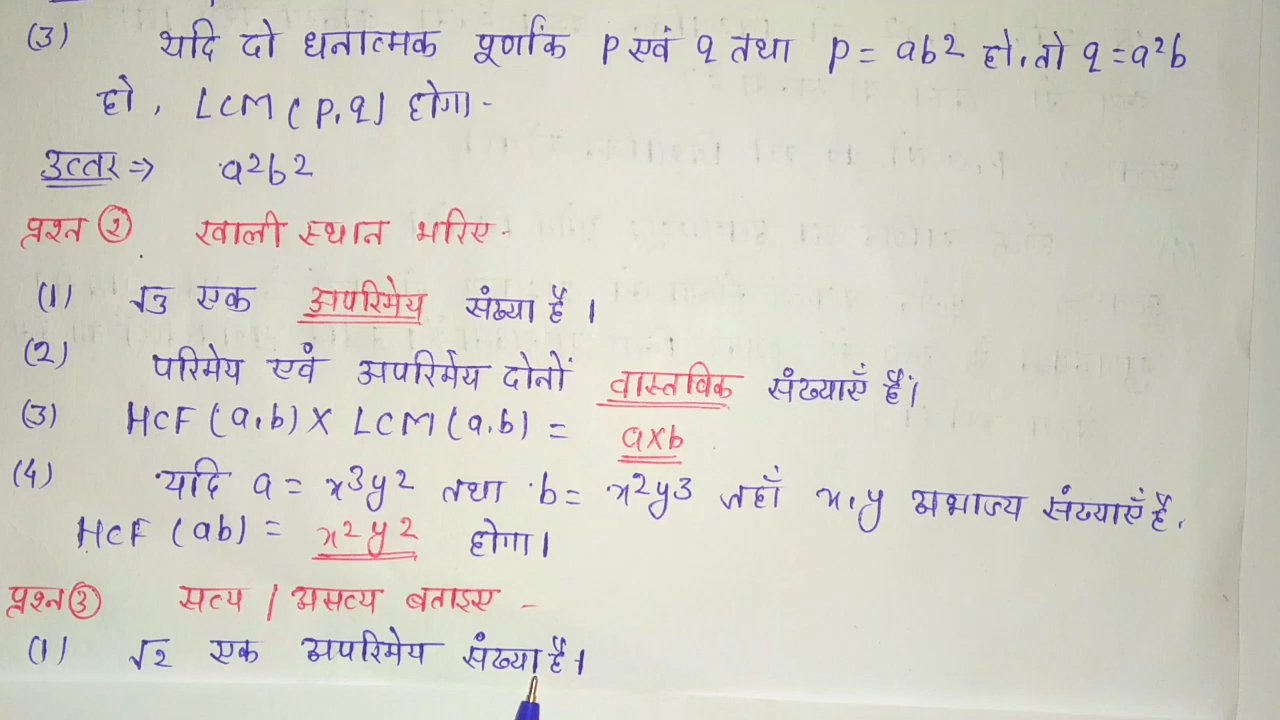 (3) यदि दो धनात्मक पूर्णांक p एवं q तथा p = ab² हो, तो q = a²b
हो, LCM (p,q) होगा -
उत्तर ⇒ a²b²
प्रश्न ② खाली स्थान भरिए -
(1) √3 एक अपरिमेय संख्या है ।
(2) परिमेय एवं अपरिमेय दोनों वास्तविक संख्याएँ हैं।
(3) HCF (a,b) X LCM (a,b) = axb
(4) यदि a = x³y² तथा b = x²y³ जहाँ x,y अभाज्य संख्याएँ हैं,
HCF (ab) = x²y² होगा।
प्रश्न ③ सत्य / असत्य बताइए -
(1) √2 एक अपरिमेय संख्या है।